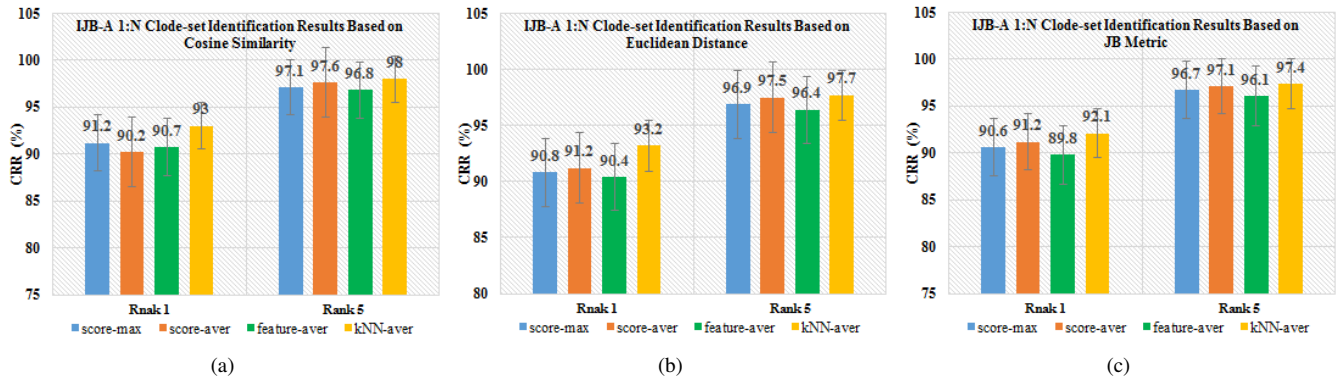 IJB-A 1:N Clode-set Identification Results Based on
Cosine Similarity
CRR (%)
100
95
90
85
80
75
91.2
90.2
90.7
93
97.1
97.6
96.8
98
Rnak 1
Rank 5
score-max
score-aver
feature-aver
kNN-aver
(a)
IJB-A 1:N Clode-set Identification Results Based on
Euclidean Distance
CRR (%)
100
95
90
85
80
90.8
91.2
90.4
93.2
96.9
97.5
96.4
97.7
Rnak 1
Rank 5
score-max
score-aver
feature-aver
kNN-aver
(b)
IJB-A 1:N Clode-set Identification Results Based on
JB Metric
CRR (%)
100
95
90
85
80
75
90.6
91.2
89.8
92.1
96.7
97.1
96.1
97.4
Rnak 1
Rank 5
score-max
score-aver
feature-aver
kNN-aver
(c)